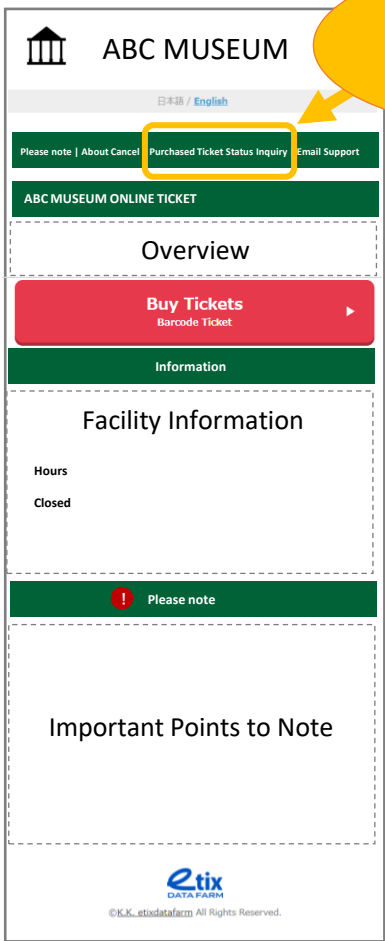 ABC MUSEUM
日本語 / English
Please note | About Cancel | Purchased Ticket Status Inquiry | Email Support
ABC MUSEUM ONLINE TICKET
Overview
Buy Tickets
Barcode Ticket
Information
Facility Information
Hours
Closed
! Please note
Important Points to Note
etix
DATA FARM
©K.K. etixdatafarm All Rights Reserved.